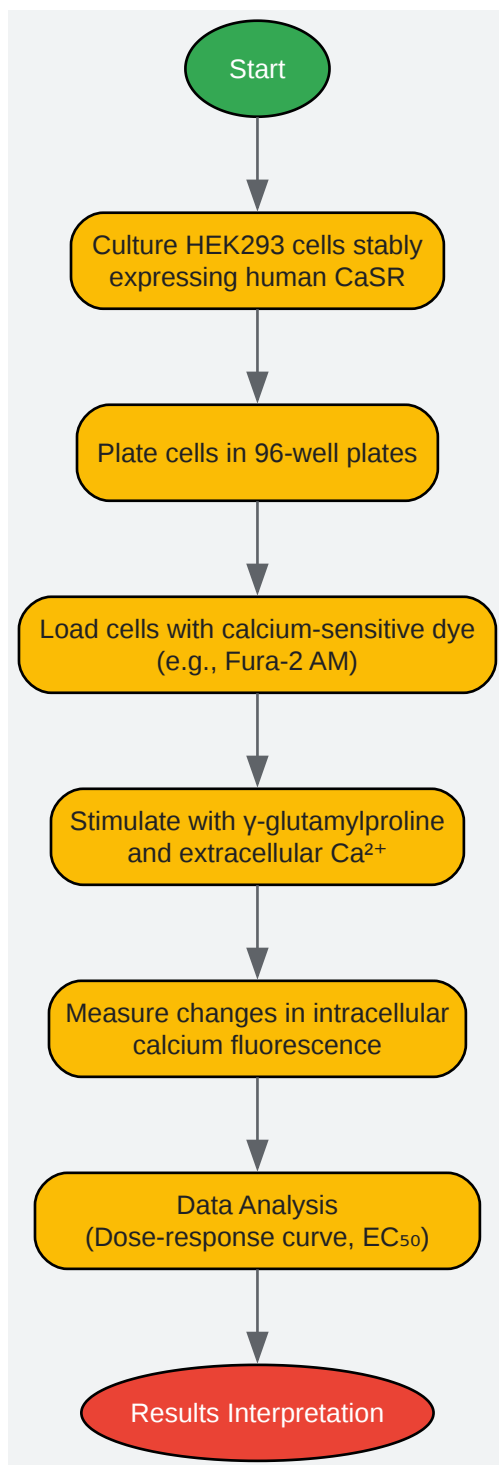 Start
Culture HEK293 cells stably
expressing human CaSR
Plate cells in 96-well plates
Load cells with calcium-sensitive dye
(e.g., Fura-2 AM)
Stimulate with γ-glutamylproline
and extracellular Ca²⁺
Measure changes in intracellular
calcium fluorescence
Data Analysis
(Dose-response curve, EC₅₀)
Results Interpretation